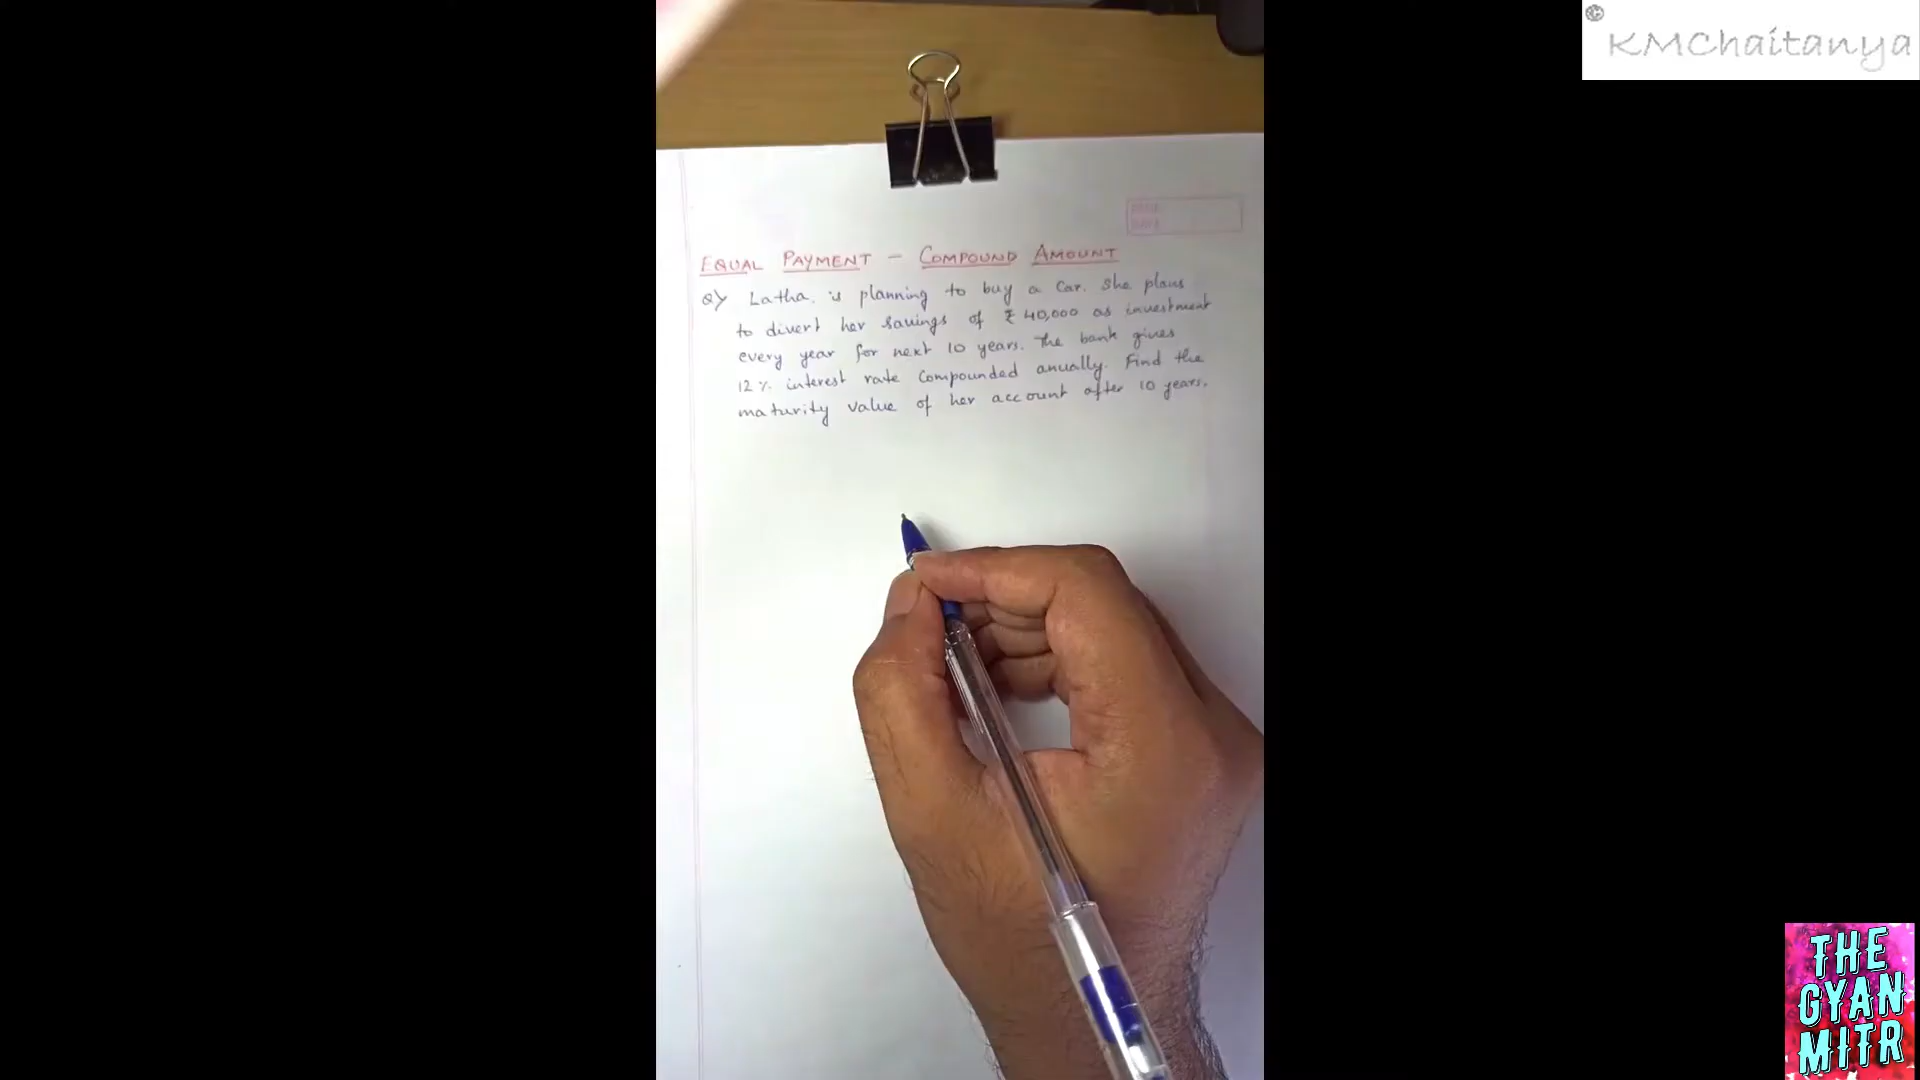 KMChaitanya
EQUAL PAYMENT - COMPOUND AMOUNT
Q) Latha. is planning to buy a car. She plans
to divert her savings of ₹ 40,000 as investment
every year for next 10 years. The bank gives
12% interest rate compounded anually. Find the
maturity value of her account after 10 years.
THE
GYAN
MITR